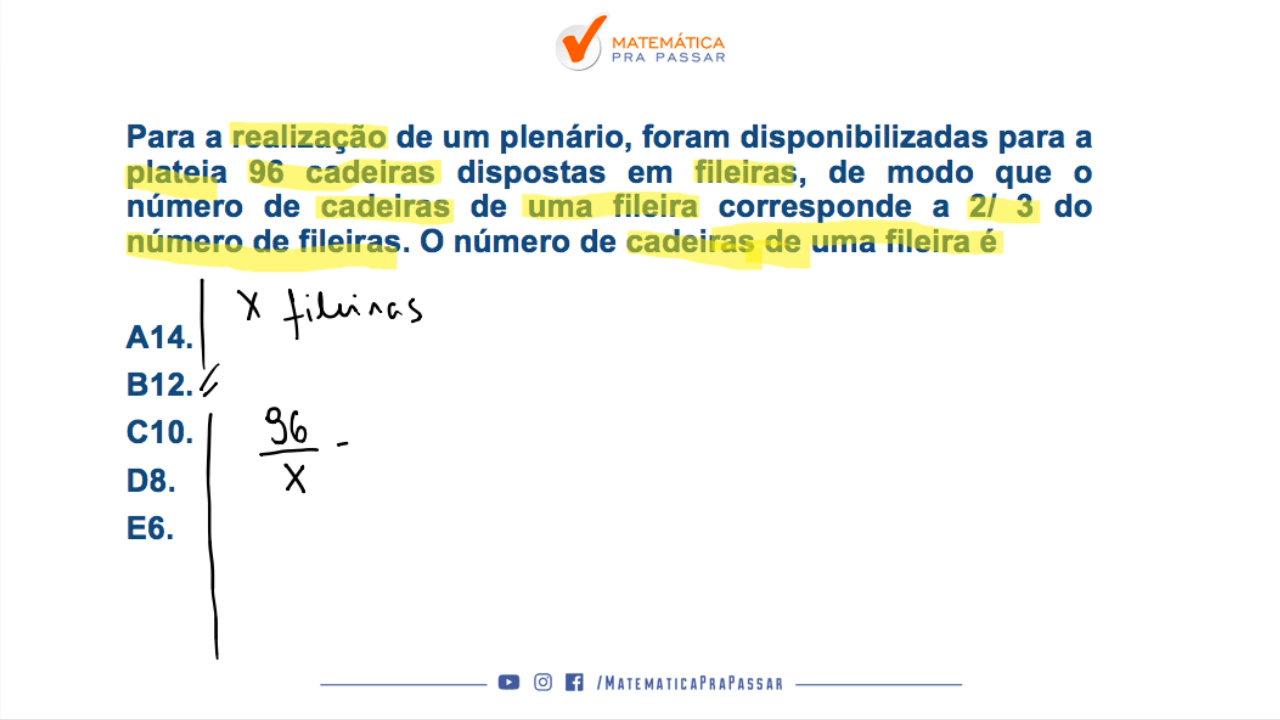 MATEMÁTICA
PRA PASSAR
Para a realização de um plenário, foram disponibilizadas para a
plateia 96 cadeiras dispostas em fileiras, de modo que o
número de cadeiras de uma fileira corresponde a 2/ 3 do
número de fileiras. O número de cadeiras de uma fileira é
x fileiras
A14.
B12.
C10.
D8.
E6.
96
x
=
/MATEMATICAPRAPASSAR